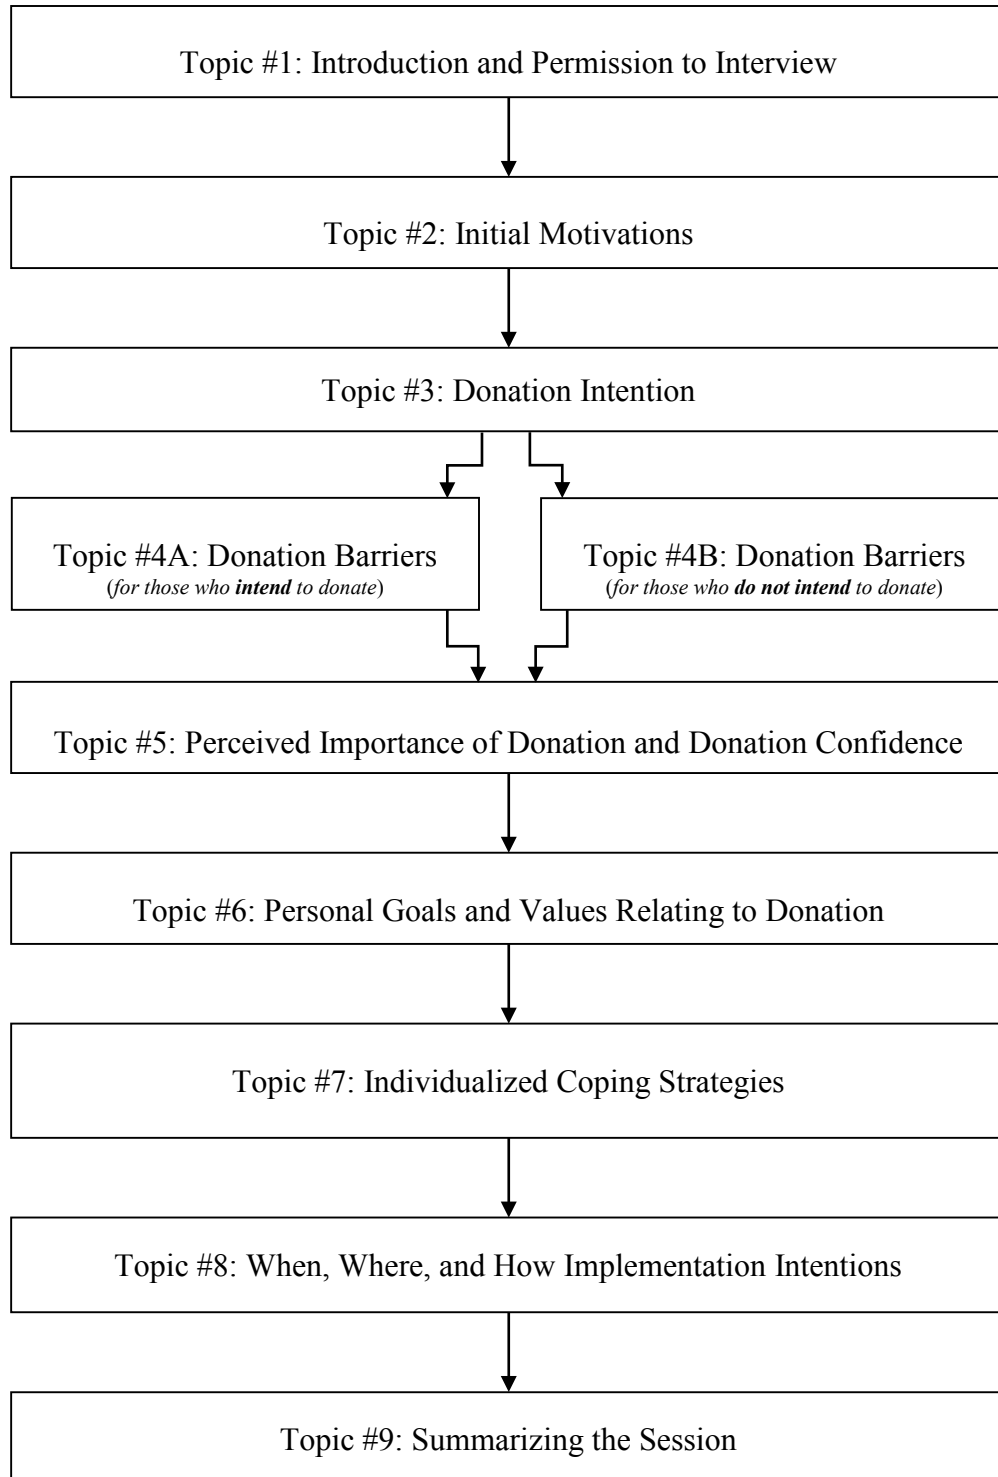 Topic #1: Introduction and Permission to Interview
Topic #2: Initial Motivations
Topic #3: Donation Intention
Topic #4A: Donation Barriers
(for those who intend to donate)
Topic #4B: Donation Barriers
(for those who do not intend to donate)
Topic #5: Perceived Importance of Donation and Donation Confidence
Topic #6: Personal Goals and Values Relating to Donation
Topic #7: Individualized Coping Strategies
Topic #8: When, Where, and How Implementation Intentions
Topic #9: Summarizing the Session